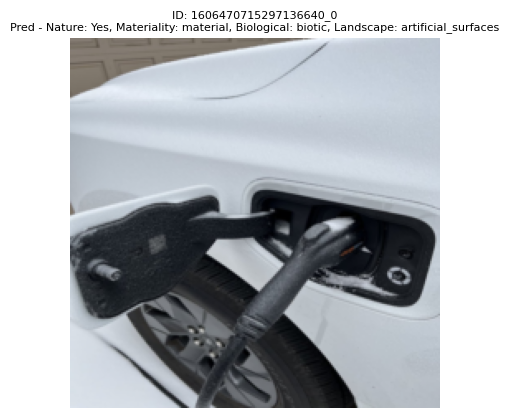 ID: 1606470715297136640_0
Pred - Nature: Yes, Materiality: material, Biological: biotic, Landscape: artificial_surfaces